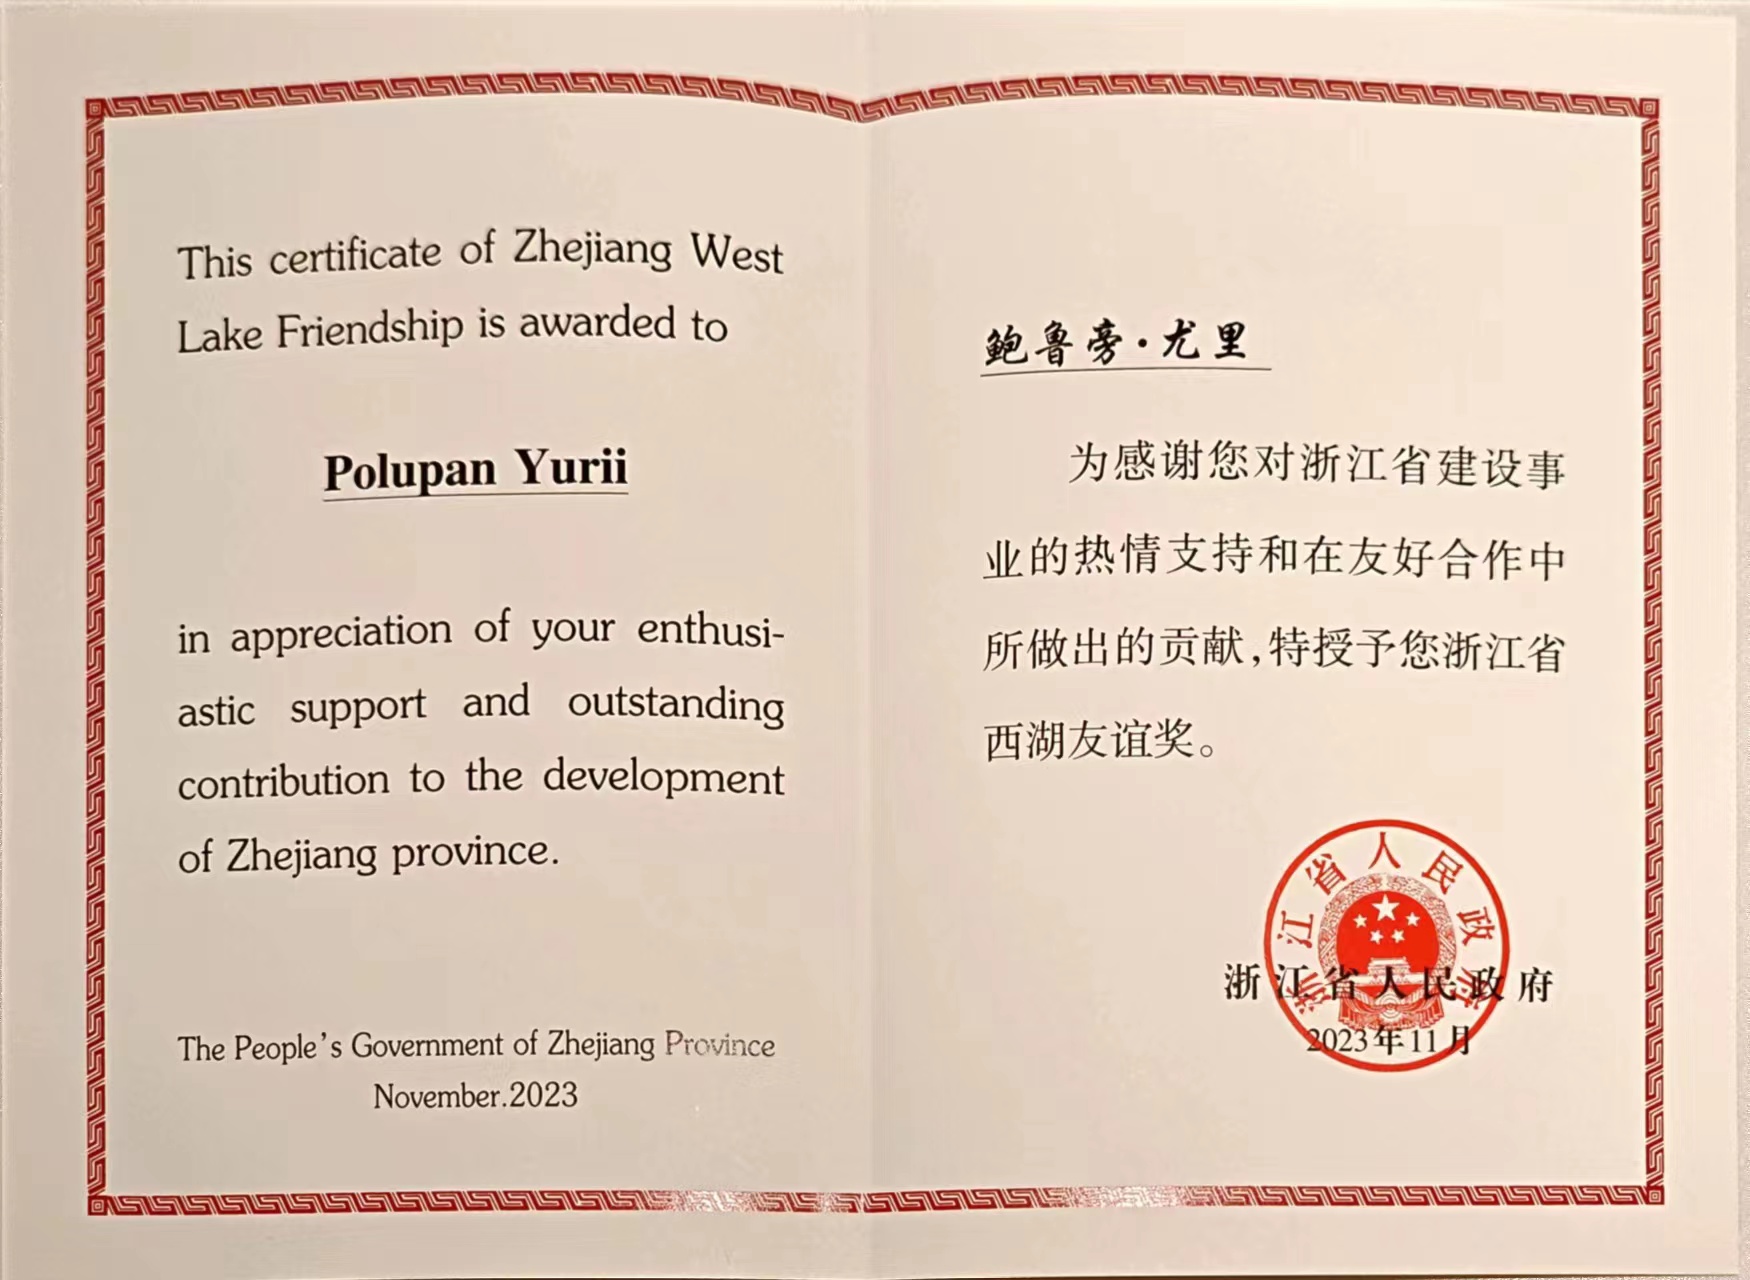 This certificate of Zhejiang West
Lake Friendship is awarded to
Polupan Yurii
in appreciation of your enthusi-
astic support and outstanding
contribution to the development
of Zhejiang province.
The People's Government of Zhejiang Province
November.2023
鲍鲁旁·尤里
为感谢您对浙江省建设事
业的热情支持和在友好合作中
所做出的贡献,特授予您浙江省
西湖友谊奖。
浙江省人民政府
浙江省人民政府
2023年11月